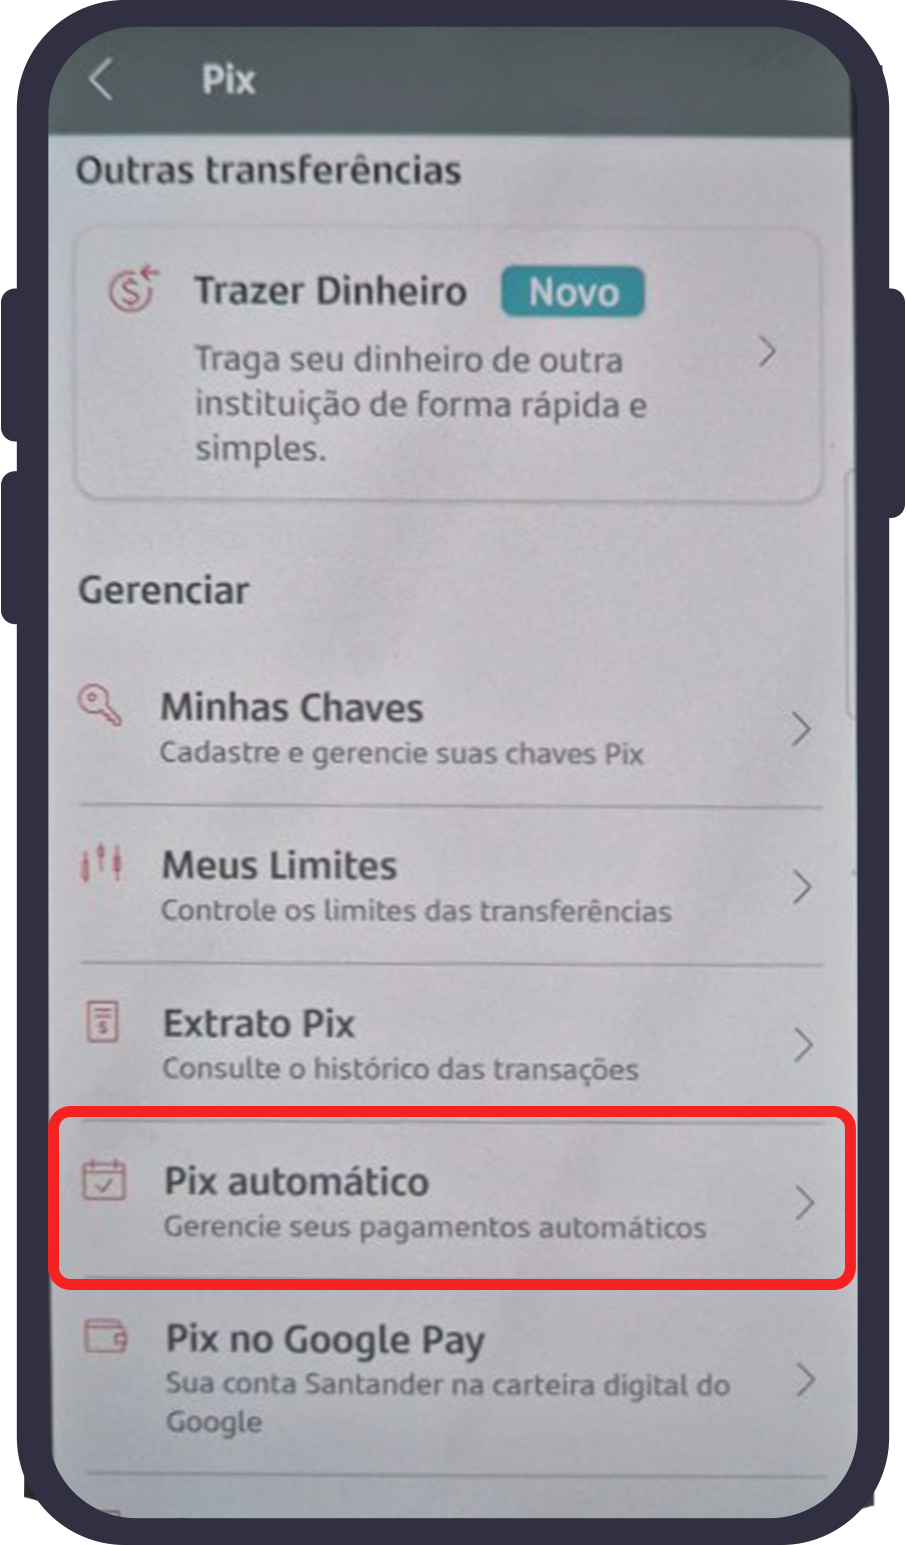 Pix
Outras transferências
Trazer Dinheiro Novo
Traga seu dinheiro de outra
instituição de forma rápida e
simples.
Gerenciar
Minhas Chaves
Cadastre e gerencie suas chaves Pix
Meus Limites
Controle os limites das transferências
Extrato Pix
Consulte o histórico das transações
Pix automático
Gerencie seus pagamentos automáticos
Pix no Google Pay
Sua conta Santander na carteira digital do
Google